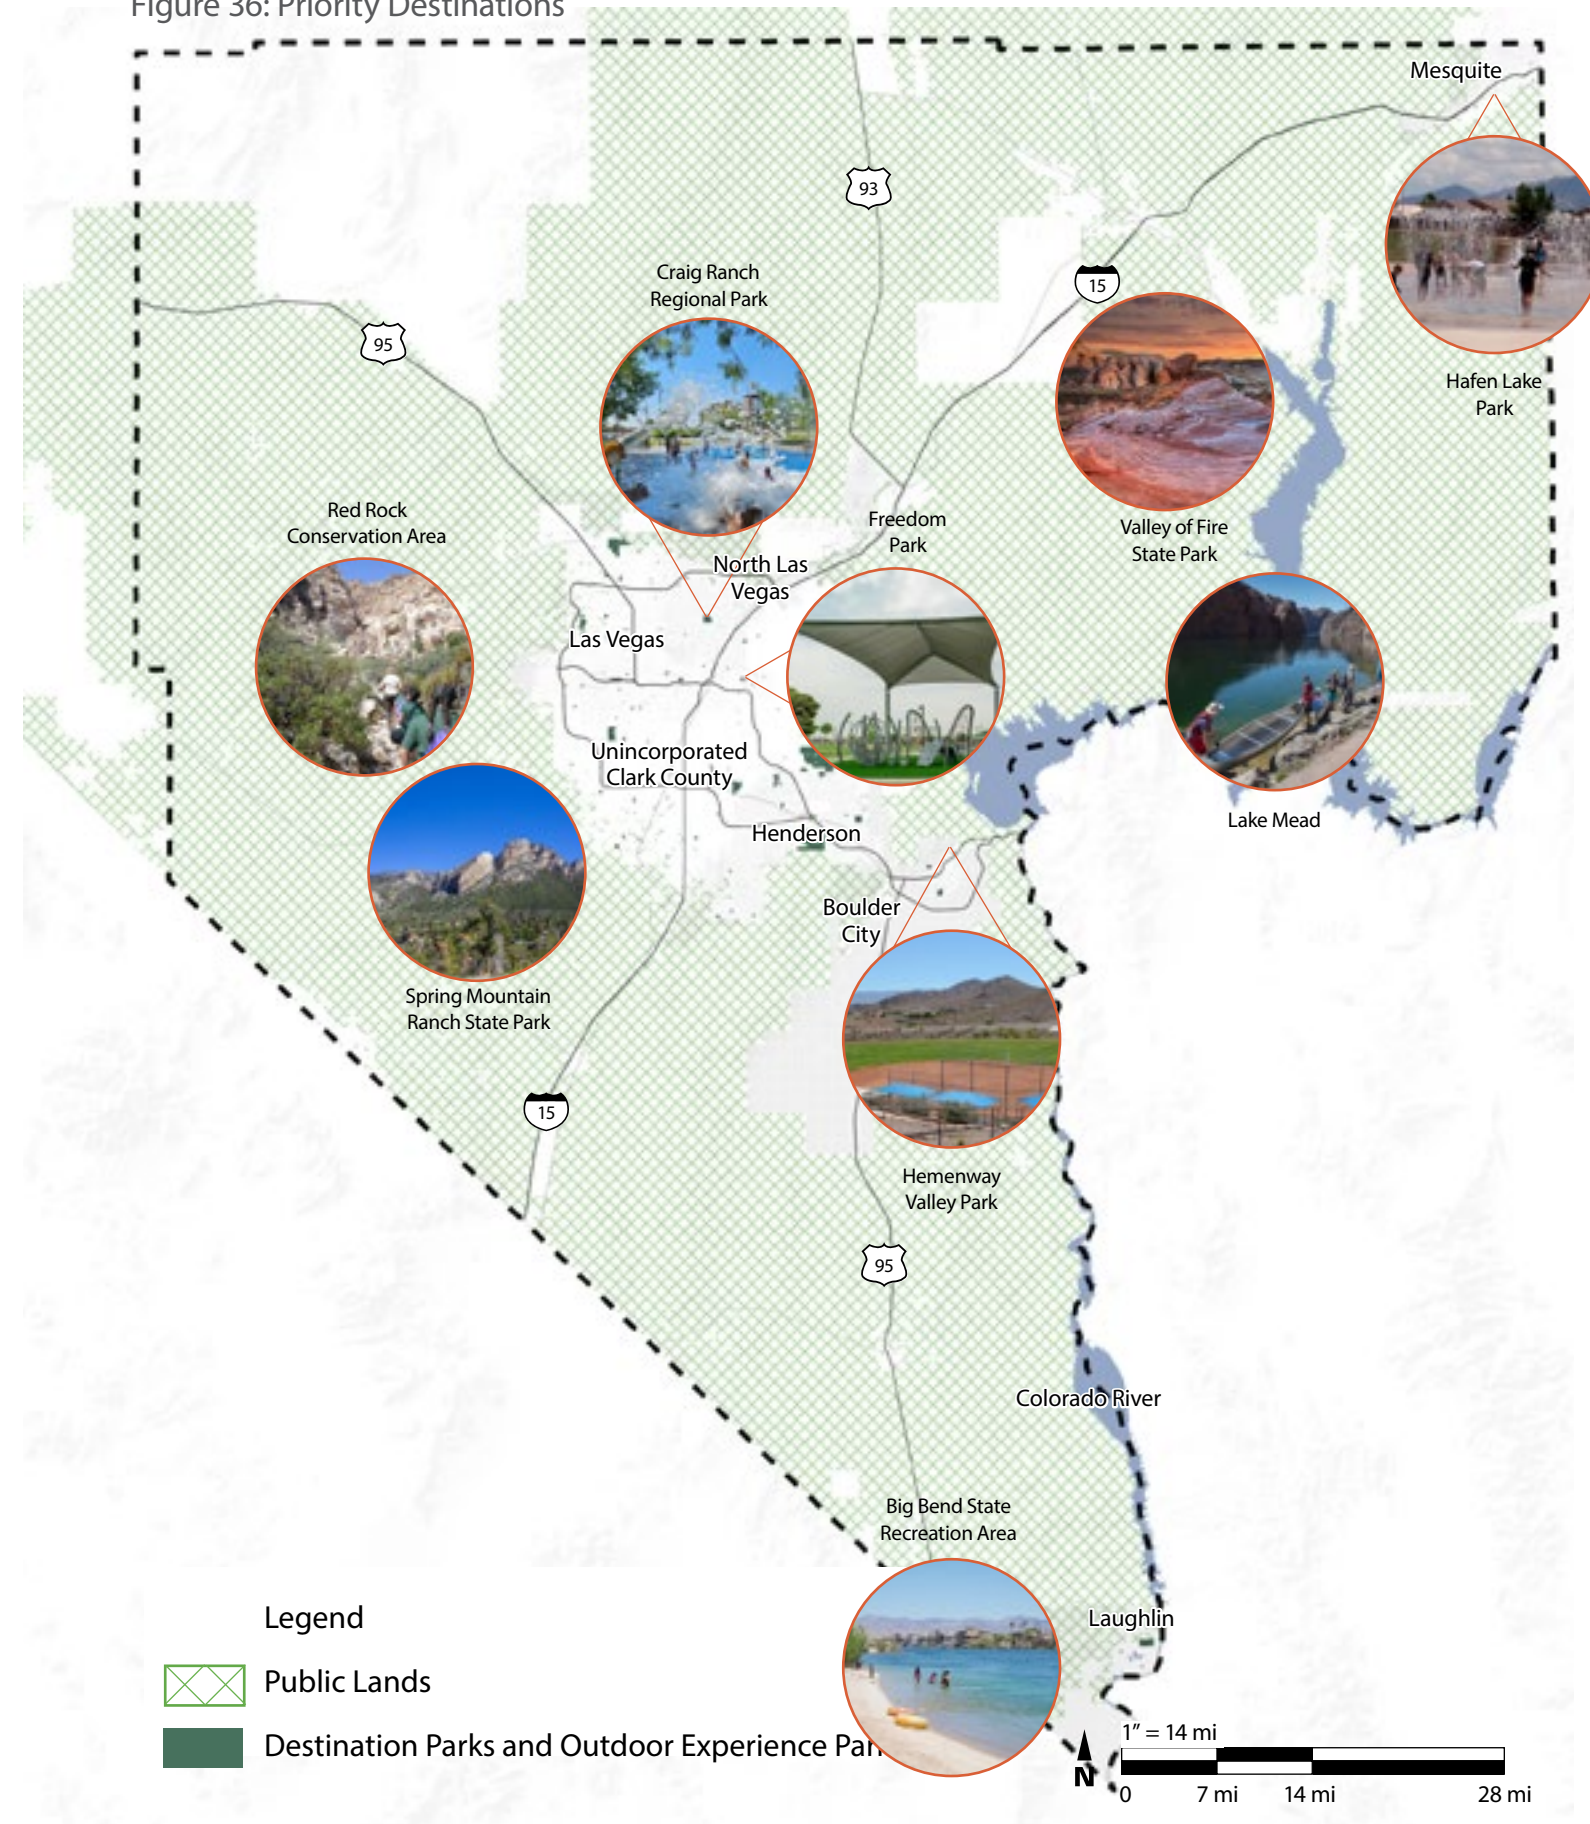 Figure 36: Priority Destinations
Mesquite
93
Craig Ranch
Regional Park
15
95
Hafen Lake
Park
Red Rock
Conservation Area
Freedom
Park
Valley of Fire
State Park
North Las
Vegas
Las Vegas
Unincorporated
Clark County
Henderson
Lake Mead
Boulder
City
Spring Mountain
Ranch State Park
15
Hemenway
Valley Park
95
Colorado River
Big Bend State
Recreation Area
Laughlin
Legend
Public Lands
Destination Parks and Outdoor Experience Par
1” = 14 mi
N
0 7 mi 14 mi 28 mi